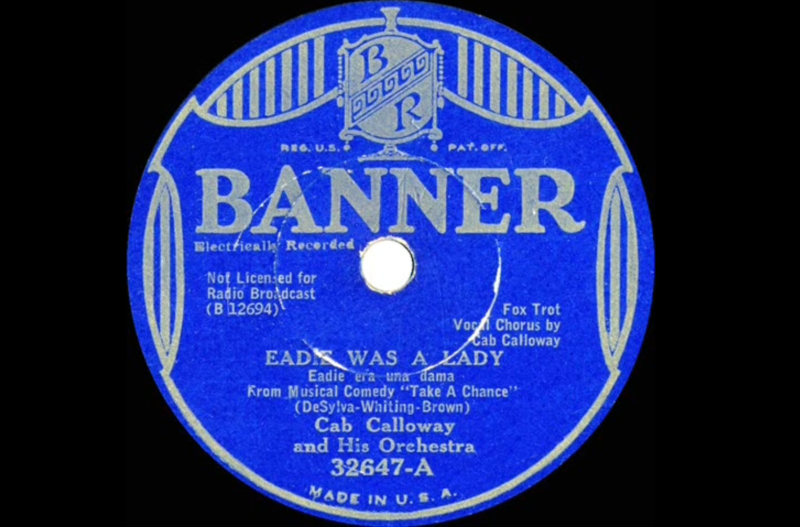 B
R
REG. U.S. PAT. OFF.
BANNER
Electrically Recorded
Not Licensed for
Radio Broadcast
(B 12694)
Fox Trot
Vocal Chorus by
Cab Calloway
EADIE WAS A LADY
Eadie era una dama
From Musical Comedy "Take A Chance"
(DeSylva-Whiting-Brown)
Cab Calloway
and His Orchestra
32647-A
MADE IN U. S. A.